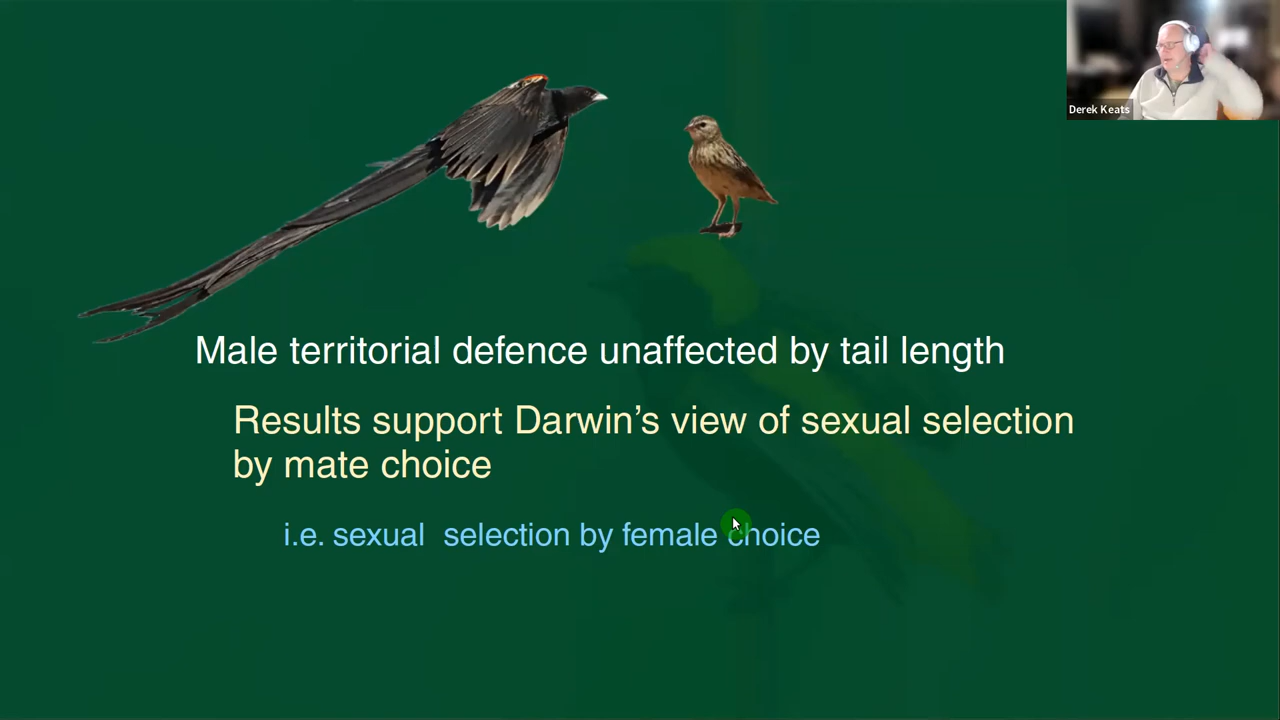 Derek Keats
Male territorial defence unaffected by tail length
Results support Darwin’s view of sexual selection
by mate choice
i.e. sexual  selection by female choice